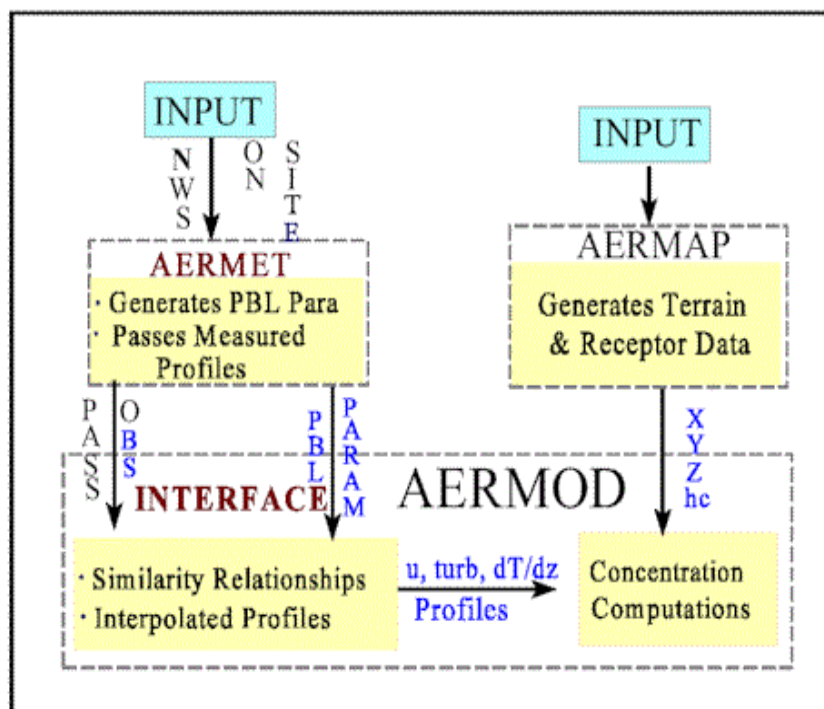 INPUT
NWS
ON
SITE
INPUT
AERMET
· Generates PBL Para
· Passes Measured
Profiles
AERMAP
Generates Terrain
& Receptor Data
PASS
OBS
PBL
PARAM
X
Y
Z
hc
INTERFACE
AERMOD
· Similarity Relationships
· Interpolated Profiles
u, turb, dT/dz
Profiles
Concentration
Computations